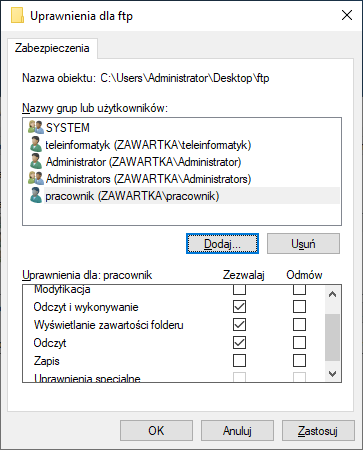 Uprawnienia dla ftp
Zabezpieczenia
Nazwa obiektu: C:\Users\Administrator\Desktop\ftp
Nazwy grup lub użytkowników:
SYSTEM
teleinformatyk (ZAWARTKA\teleinformatyk)
Administrator (ZAWARTKA\Administrator)
Administrators (ZAWARTKA\Administrators)
pracownik (ZAWARTKA\pracownik)
Dodaj... Usuń
Uprawnienia dla: pracownik Zezwalaj Odmów
Modyfikacja
Odczyt i wykonywanie
Wyświetlanie zawartości folderu
Odczyt
Zapis
Uprawnienia specjalne
OK Anuluj Zastosuj